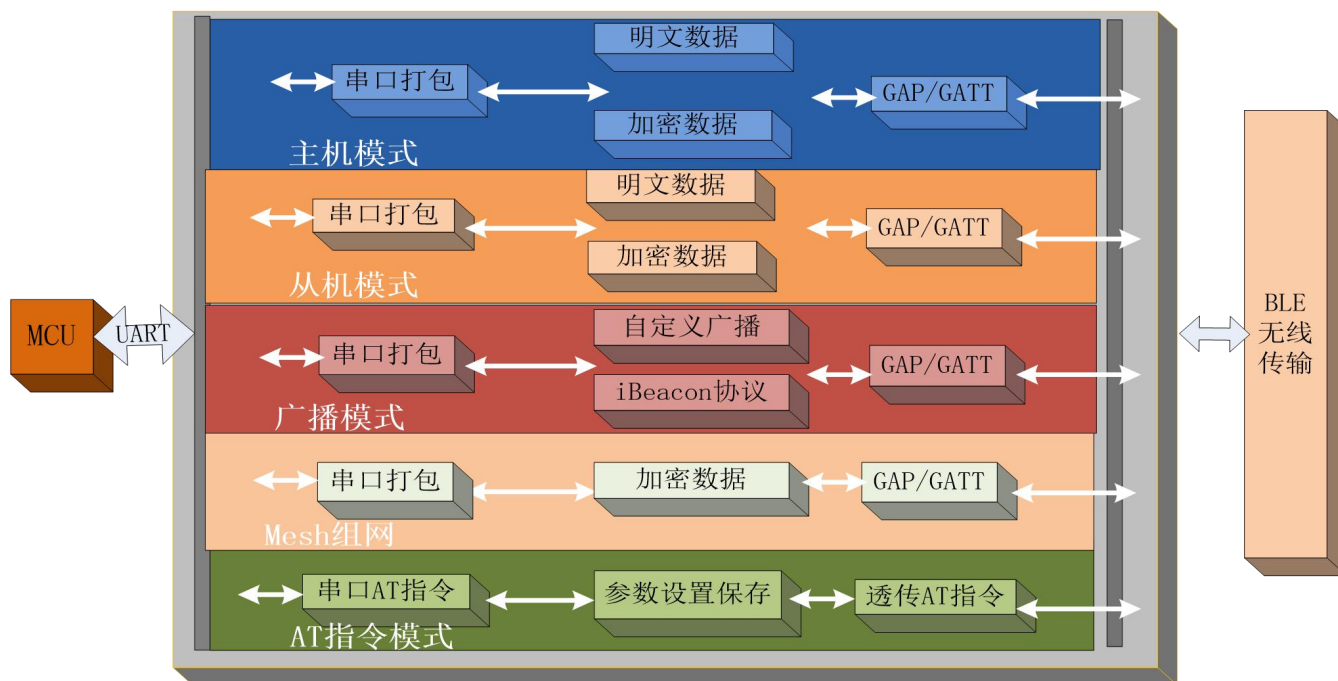 明文数据
串口打包
GAP/GATT
加密数据
主机模式
明文数据
串口打包
GAP/GATT
加密数据
从机模式
MCU
UART
自定义广播
串口打包
GAP/GATT
iBeacon协议
广播模式
串口打包
加密数据
GAP/GATT
Mesh组网
串口AT指令
参数设置保存
透传AT指令
AT指令模式
BLE
无线
传输